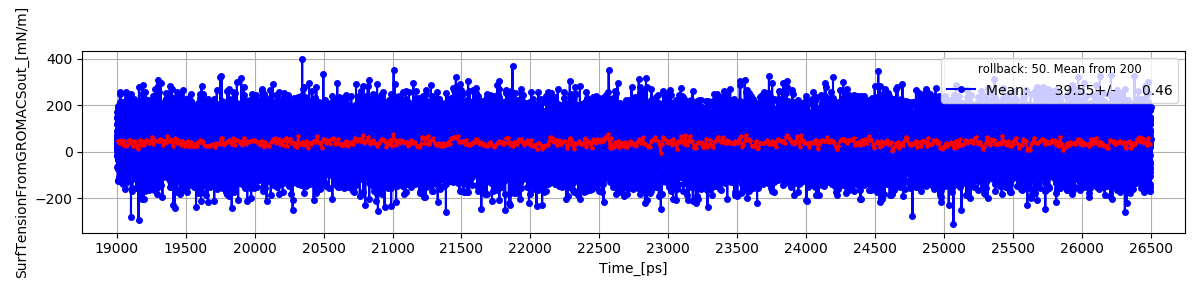 SurfTensionFromGROMACSout_[mN/m]
400
200
0
−200
rollback: 50. Mean from 200
Mean: 39.55+/- 0.46
19000 19500 20000 20500 21000 21500 22000 22500 23000 23500 24000 24500 25000 25500 26000 26500
Time_[ps]